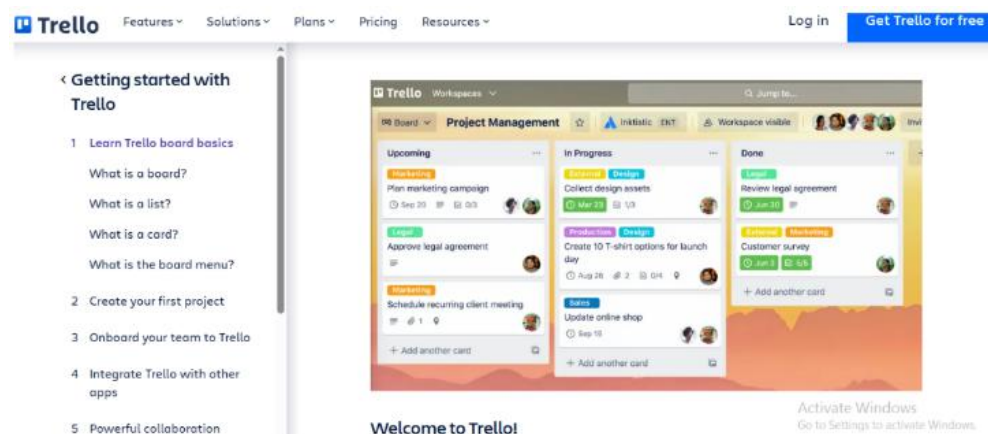 Trello
Features
Solutions
Plans
Pricing
Resources
Log in
Get Trello for free
Getting started with
Trello
1 Learn Trello board basics
What is a board?
What is a list?
What is a card?
What is the board menu?
2 Create your first project
3 Onboard your team to Trello
4 Integrate Trello with other
apps
5 Powerful collaboration
Trello
Workspaces
Jump to...
Board
Project Management
Inktistic ENT
Workspace visible
Upcoming
Marketing
Plan marketing campaign
Sep 20 0/3
Legal
Approve legal agreement
Marketing
Schedule recurring client meeting
1
+ Add another card
In Progress
External Design
Collect design assets
Mar 23 1/3
Production Design
Create 10 T-shirt options for launch
day
Aug 28 2 0/4
Sales
Update online shop
Sep 15
+ Add another card
Done
Legal
Review legal agreement
Jun 20
External Marketing
Customer survey
Jun 3
+ Add another card
Welcome to Trello!
Activate Windows
Go to Settings to activate Windows.